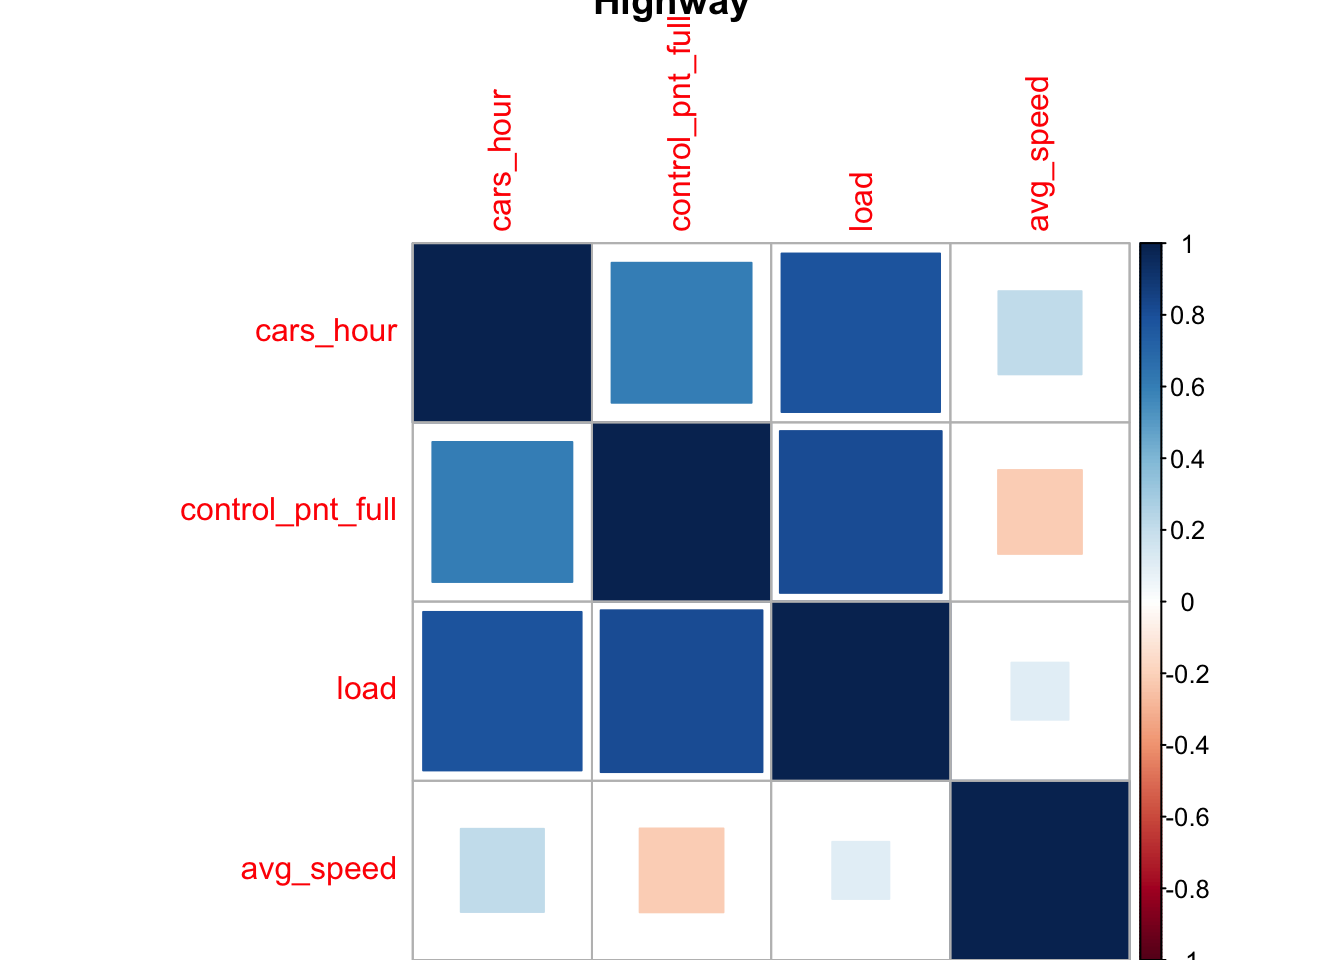 Highway
cars_hour
control_pnt_full
load
avg_speed
cars_hour
control_pnt_full
load
avg_speed
1
0.8
0.6
0.4
0.2
0
-0.2
-0.4
-0.6
-0.8
-1